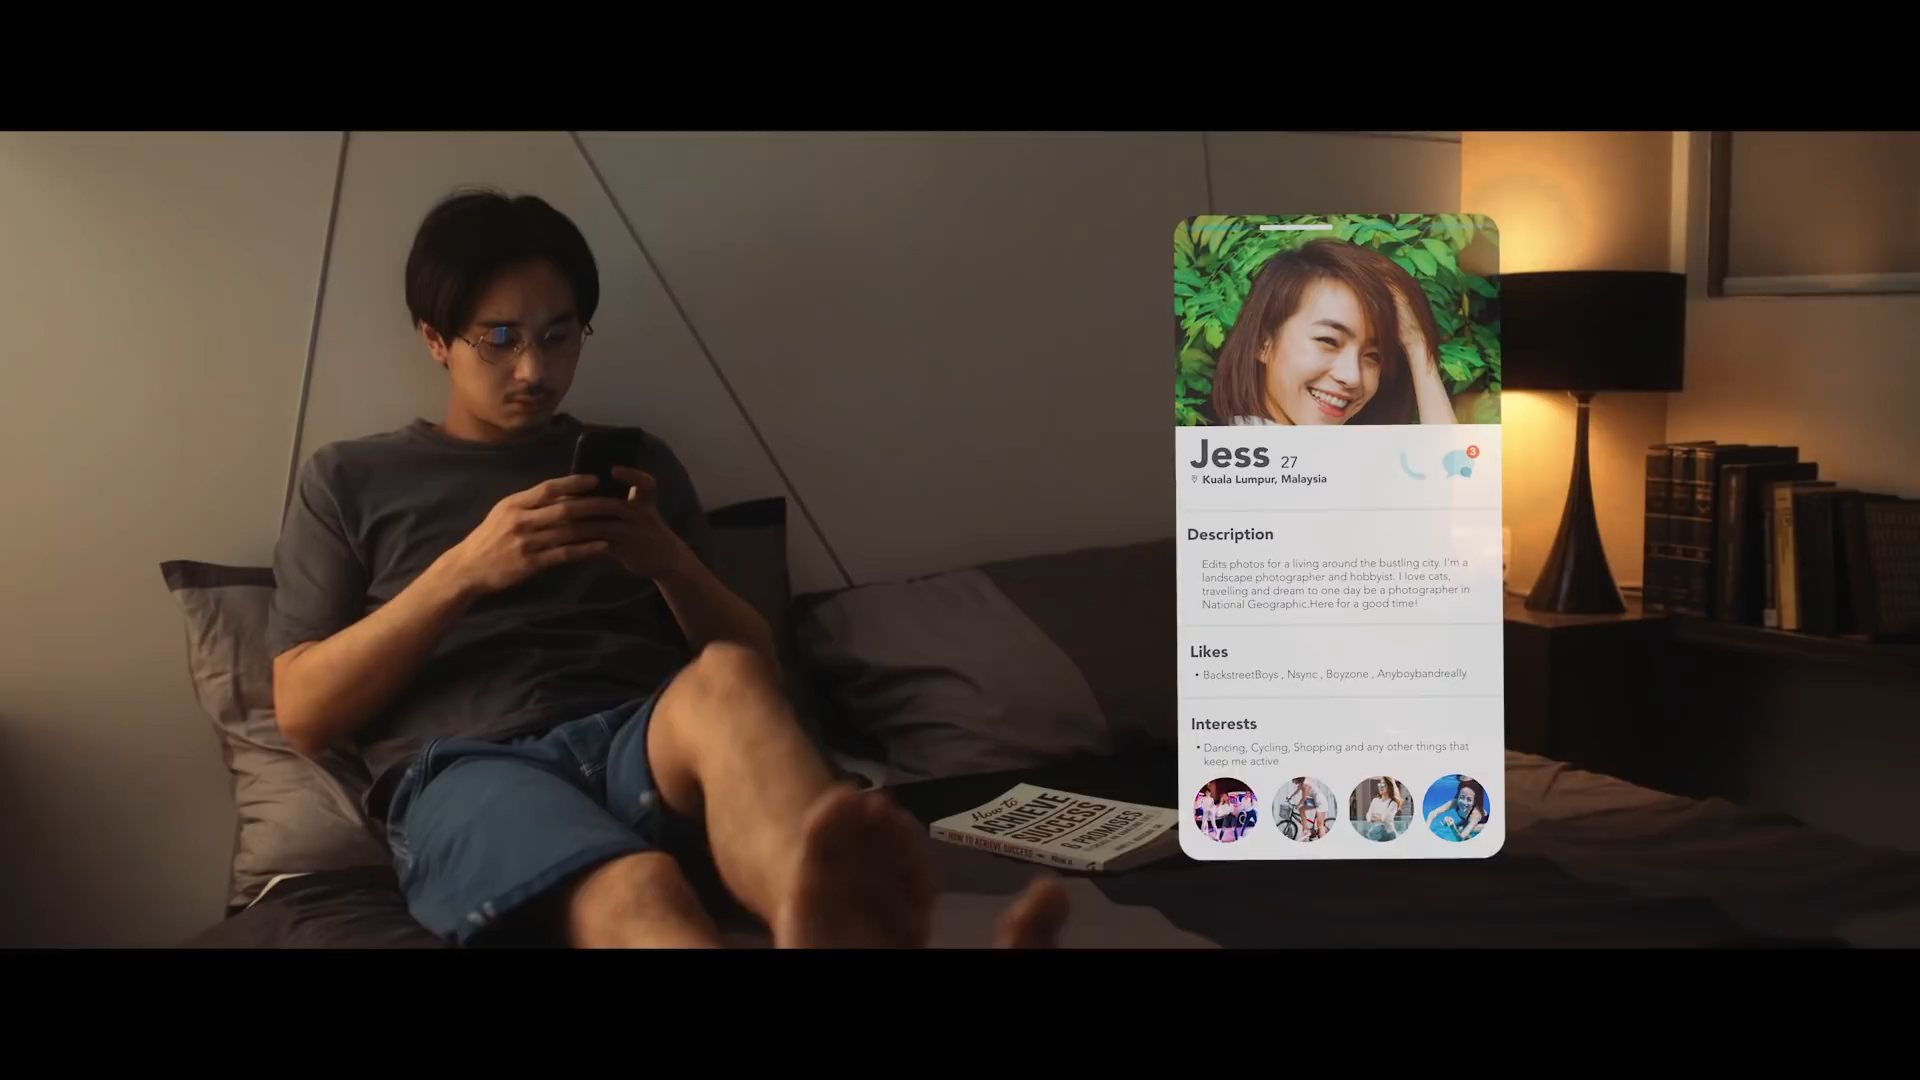 Jess 27
Kuala Lumpur, Malaysia
3
Description
Edits photos for a living around the bustling city. I'm a
landscape photographer and hobbyist. I love cats,
travelling and dream to one day be a photographer in
National Geographic.Here for a good time!
Likes
• BackstreetBoys , Nsync , Boyzone , Anyboybandreally
Interests
• Dancing, Cycling, Shopping and any other things that
keep me active
How to
ACHIEVE
SUCCESS
6 PROMISES
HOW TO ACHIEVE SUCCESS